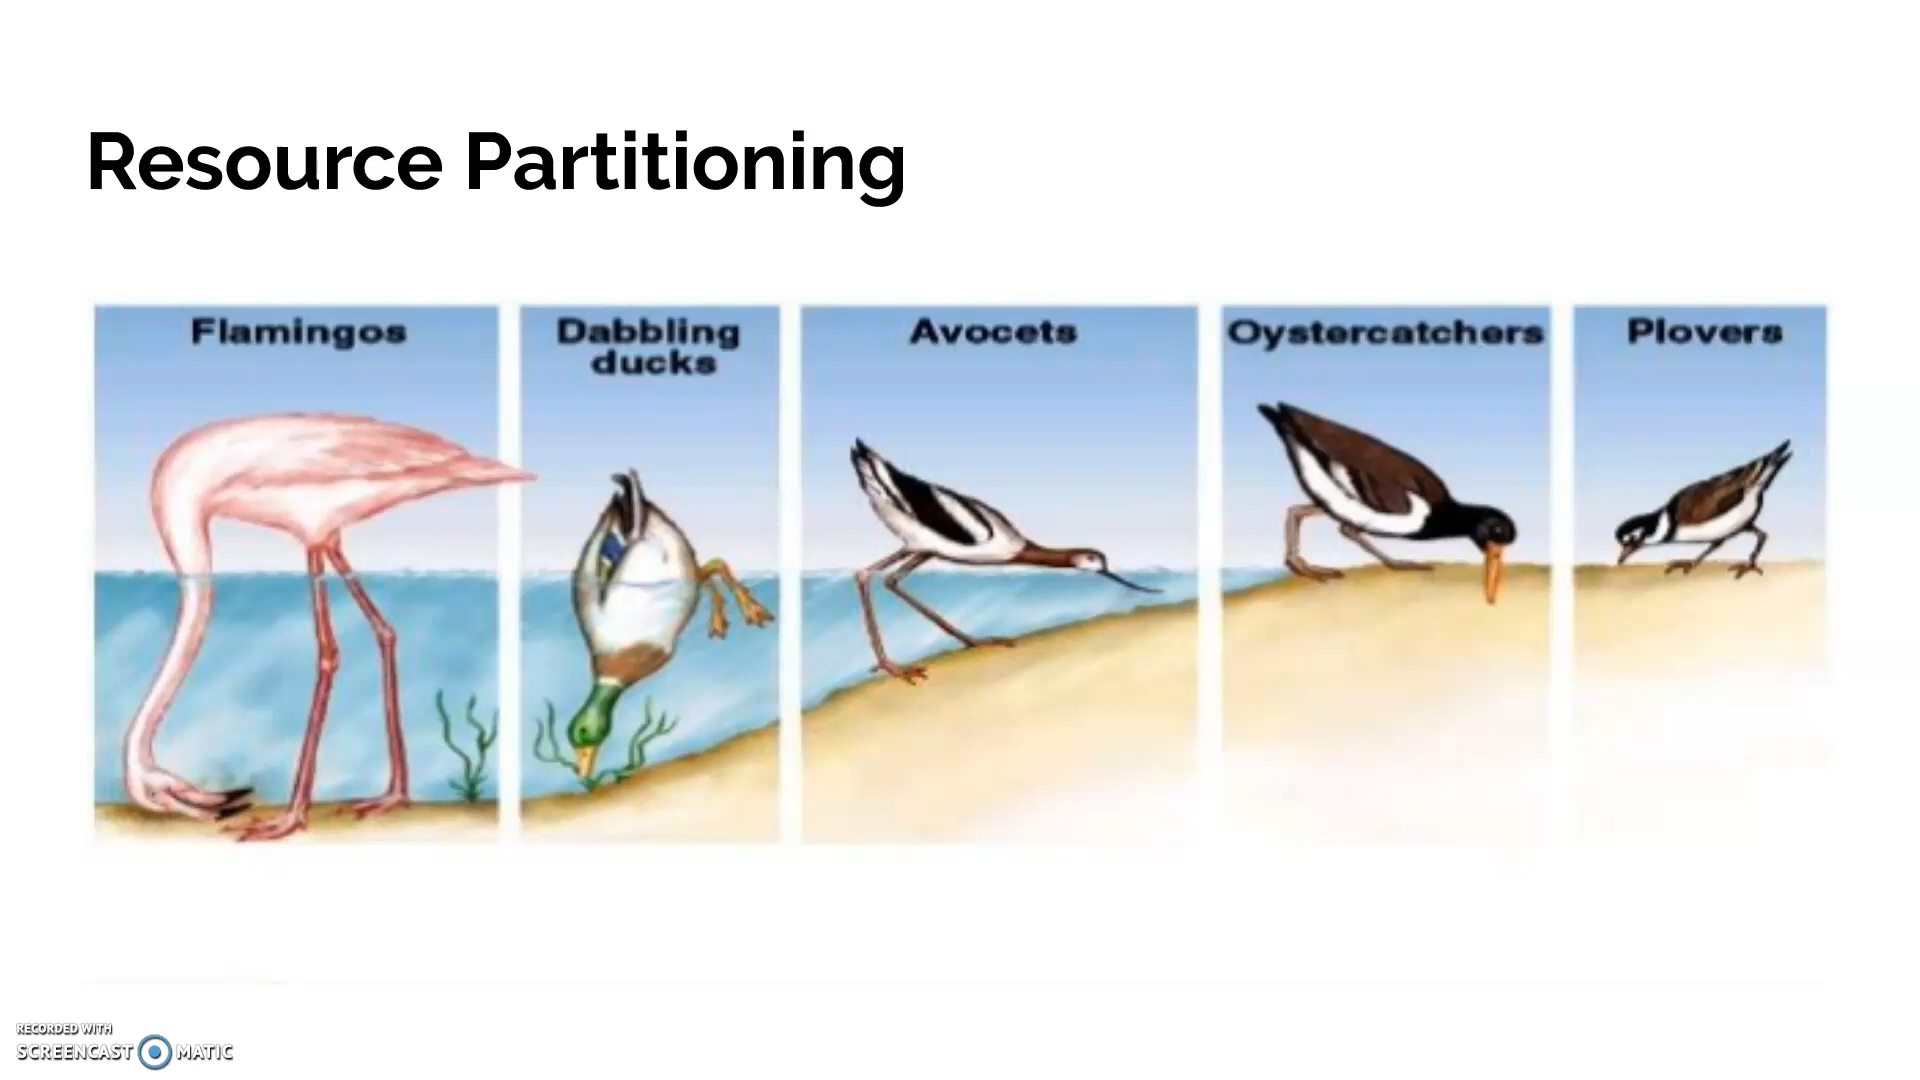 Resource Partitioning
Flamingos
Dabbling
ducks
Avocets
Oystercatchers
Plovers
RECORDED WITH
SCREENCAST MATIC